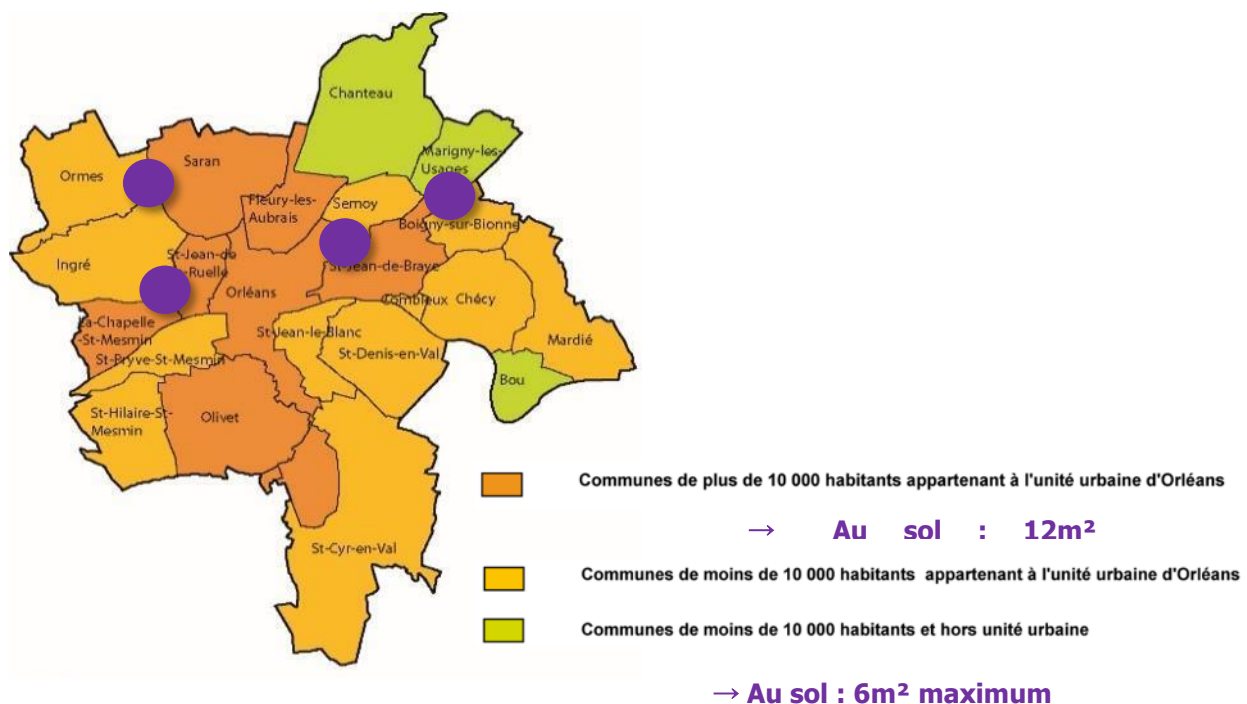 Chanteau
Marigny-les-
Usages
Saran
Ormes
Fleury-les-
Aubrais
Semoy
Boigny-sur-Bionne
St-Jean-de
-Ruelle
St-Jean-de-Braye
Ingré
Orléans
Combleux
Chécy
La-Chapelle
-St-Mesmin
St-Jean-le-Blanc
Mardié
St-Pryve-St-Mesmin
St-Denis-en-Val
Bou
St-Hilaire-St-
Mesmin
Olivet
St-Cyr-en-Val
Communes de plus de 10 000 habitants appartenant à l'unité urbaine d'Orléans
→ Au sol : 12m²
Communes de moins de 10 000 habitants appartenant à l'unité urbaine d'Orléans
Communes de moins de 10 000 habitants et hors unité urbaine
→ Au sol : 6m² maximum